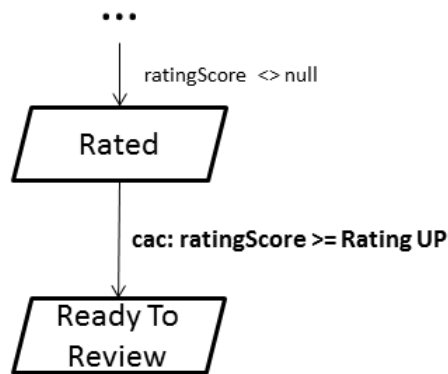 ...
ratingScore <> null
Rated
cac: ratingScore >= Rating UP
Ready To
Review